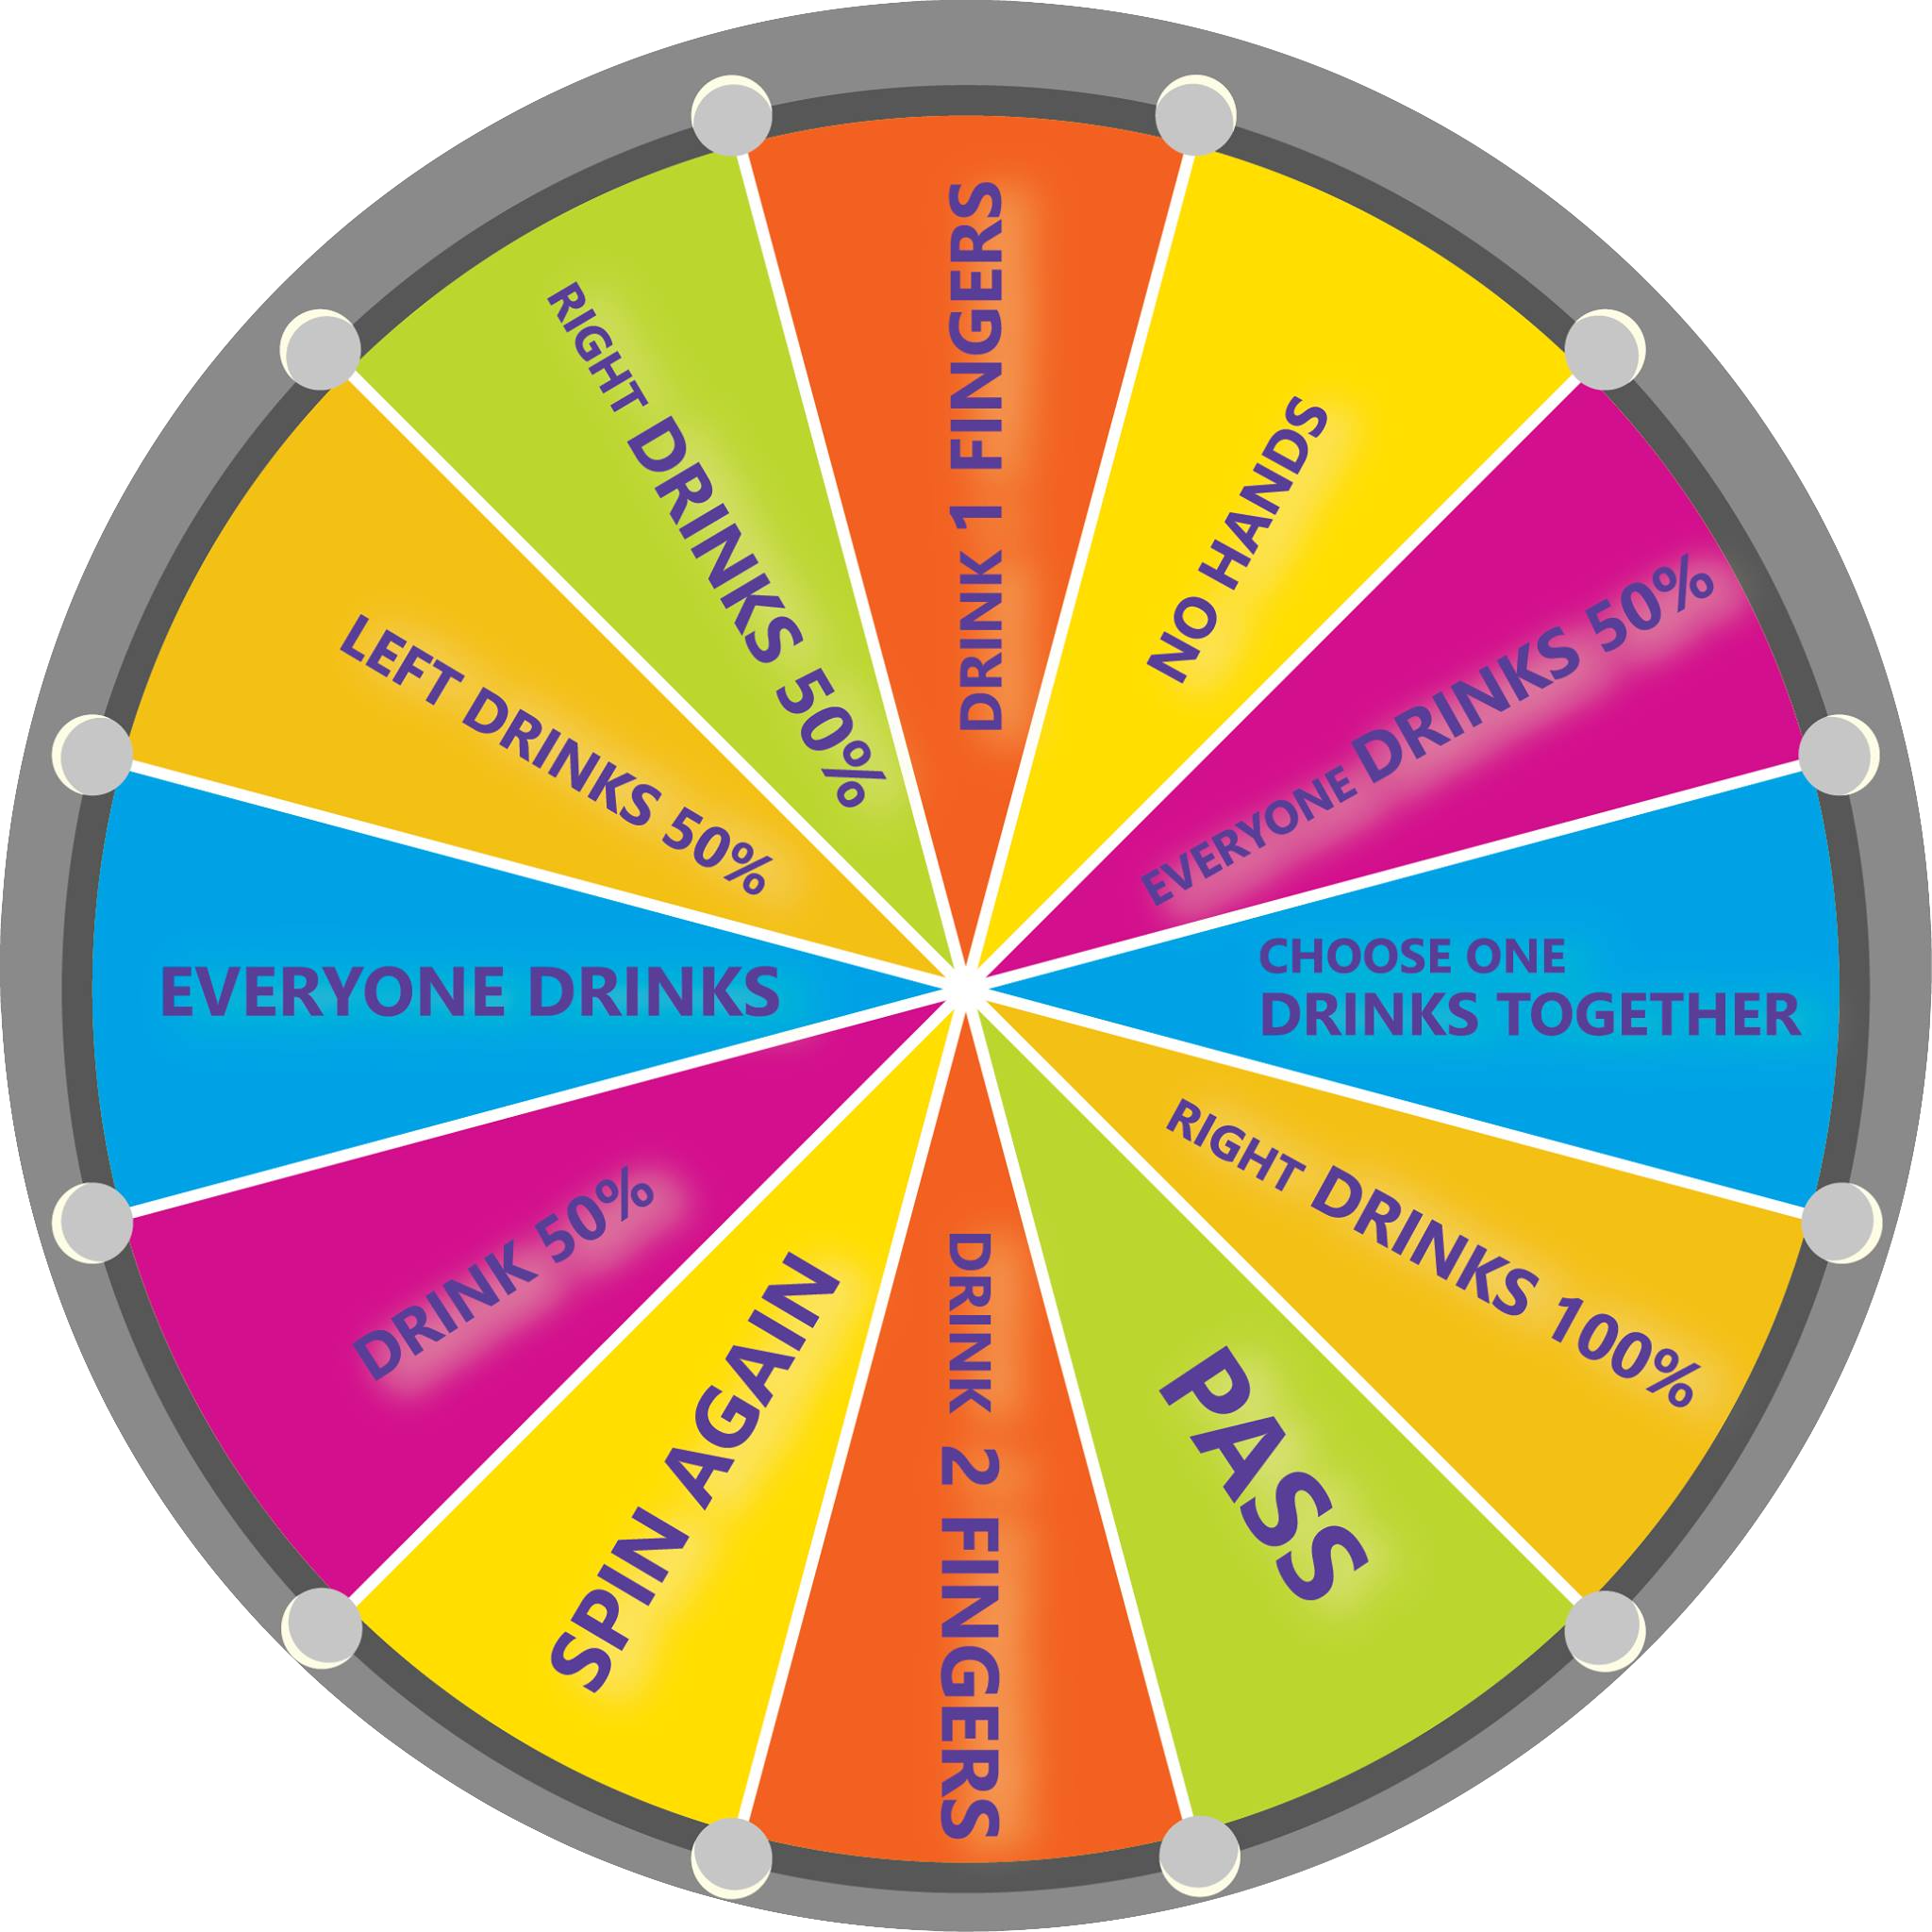 DRINK 1 FINGERS
NO HANDS
EVERYONE DRINKS 50%
CHOOSE ONE
DRINKS TOGETHER
RIGHT DRINKS 100%
PASS
DRINK 2 FINGERS
SPIN AGAIN
DRINK 50%
EVERYONE DRINKS
LEFT DRINKS 50%
RIGHT DRINKS 50%